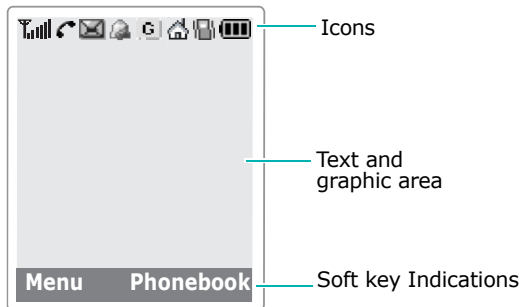 G
Icons
Text and
graphic area
Menu Phonebook
Soft key Indications